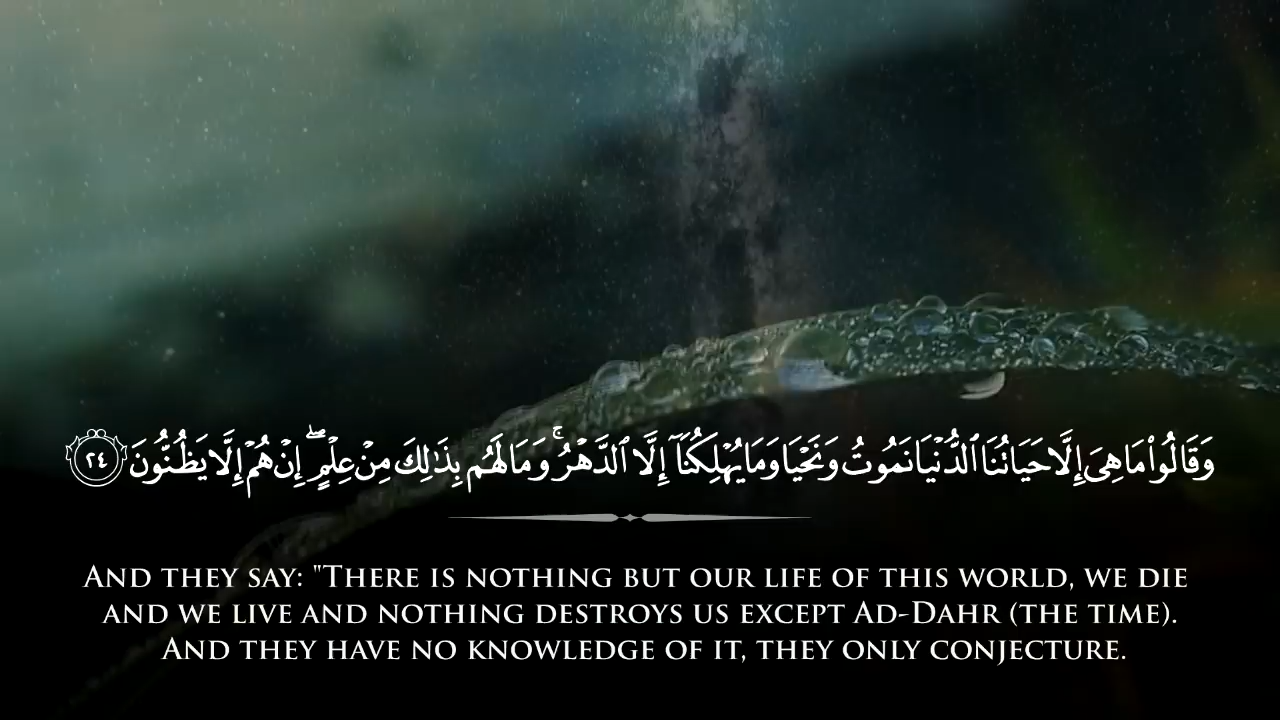 وَقَالُوا۟ مَا هِىَ إِلَّا حَيَاتُنَا ٱلدُّنْيَا نَمُوتُ وَنَحْيَا وَمَا يُهْلِكُنَآ إِلَّا ٱلدَّهْرُ ۚ وَمَا لَهُم بِذَٰلِكَ مِنْ عِلْمٍ ۖ إِنْ هُمْ إِلَّا يَظُنُّونَ ٢٤
And they say: "There is nothing but our life of this world, we die
and we live and nothing destroys us except Ad-Dahr (the time).
And they have no knowledge of it, they only conjecture.